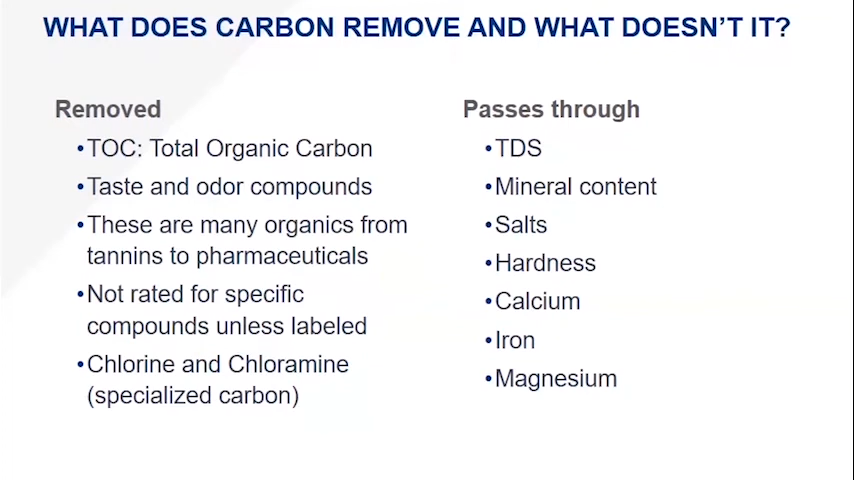 WHAT DOES CARBON REMOVE AND WHAT DOESN'T IT?
Removed
•TOC: Total Organic Carbon
•Taste and odor compounds
•These are many organics from
tannins to pharmaceuticals
•Not rated for specific
compounds unless labeled
•Chlorine and Chloramine
(specialized carbon)
Passes through
•TDS
•Mineral content
•Salts
•Hardness
•Calcium
•Iron
•Magnesium